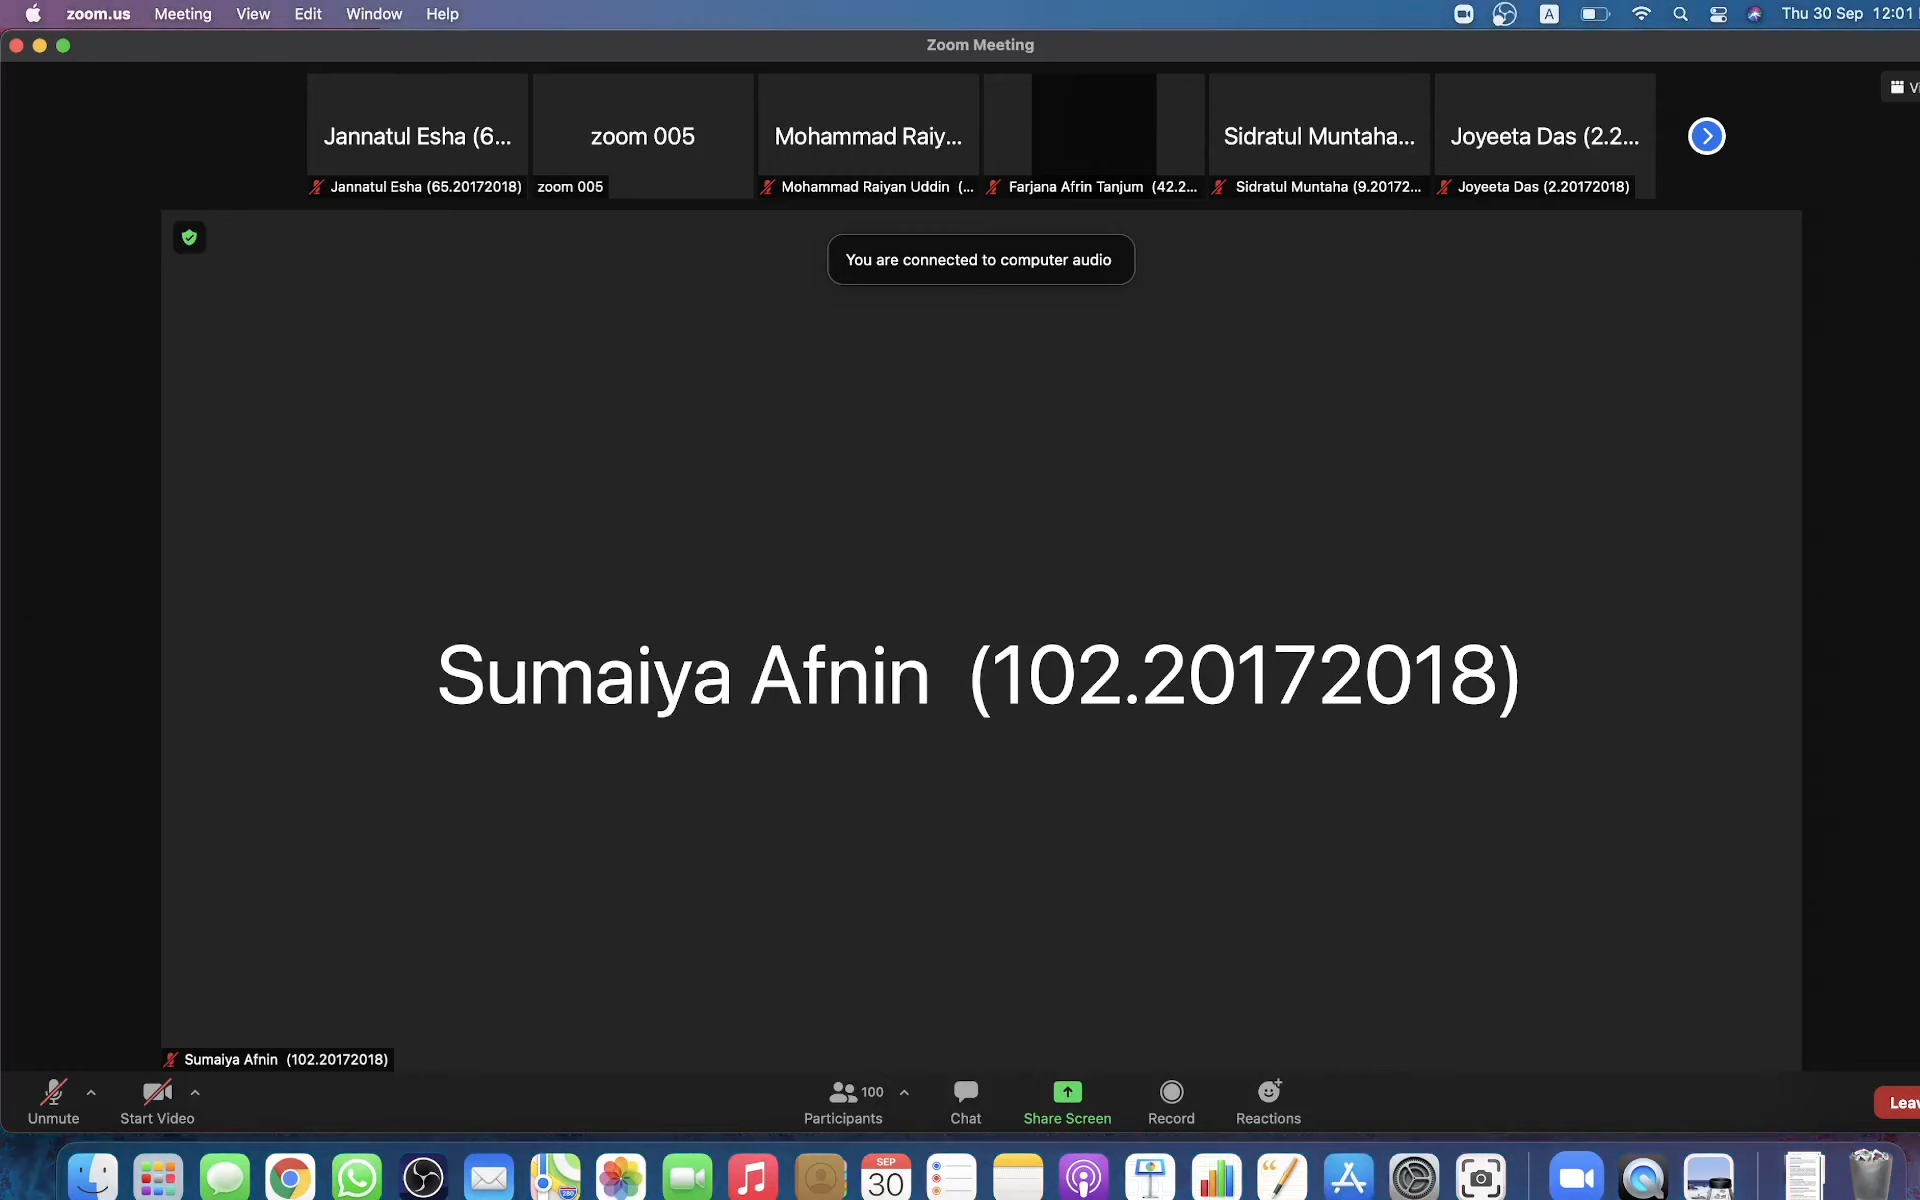 zoom.us Meeting View Edit Window Help A Thu 30 Sep 12:01
Zoom Meeting
Jannatul Esha (6... zoom 005 Mohammad Raiy... Sidratul Muntaha... Joyeeta Das (2.2...
Jannatul Esha (65.20172018) zoom 005 Mohammad Raiyan Uddin (... Farjana Afrin Tanjum (42.2... Sidratul Muntaha (9.20172... Joyeeta Das (2.20172018)
You are connected to computer audio
Sumaiya Afnin (102.20172018)
Sumaiya Afnin (102.20172018)
100
Unmute Start Video Participants Chat Share Screen Record Reactions
SEP
30
280